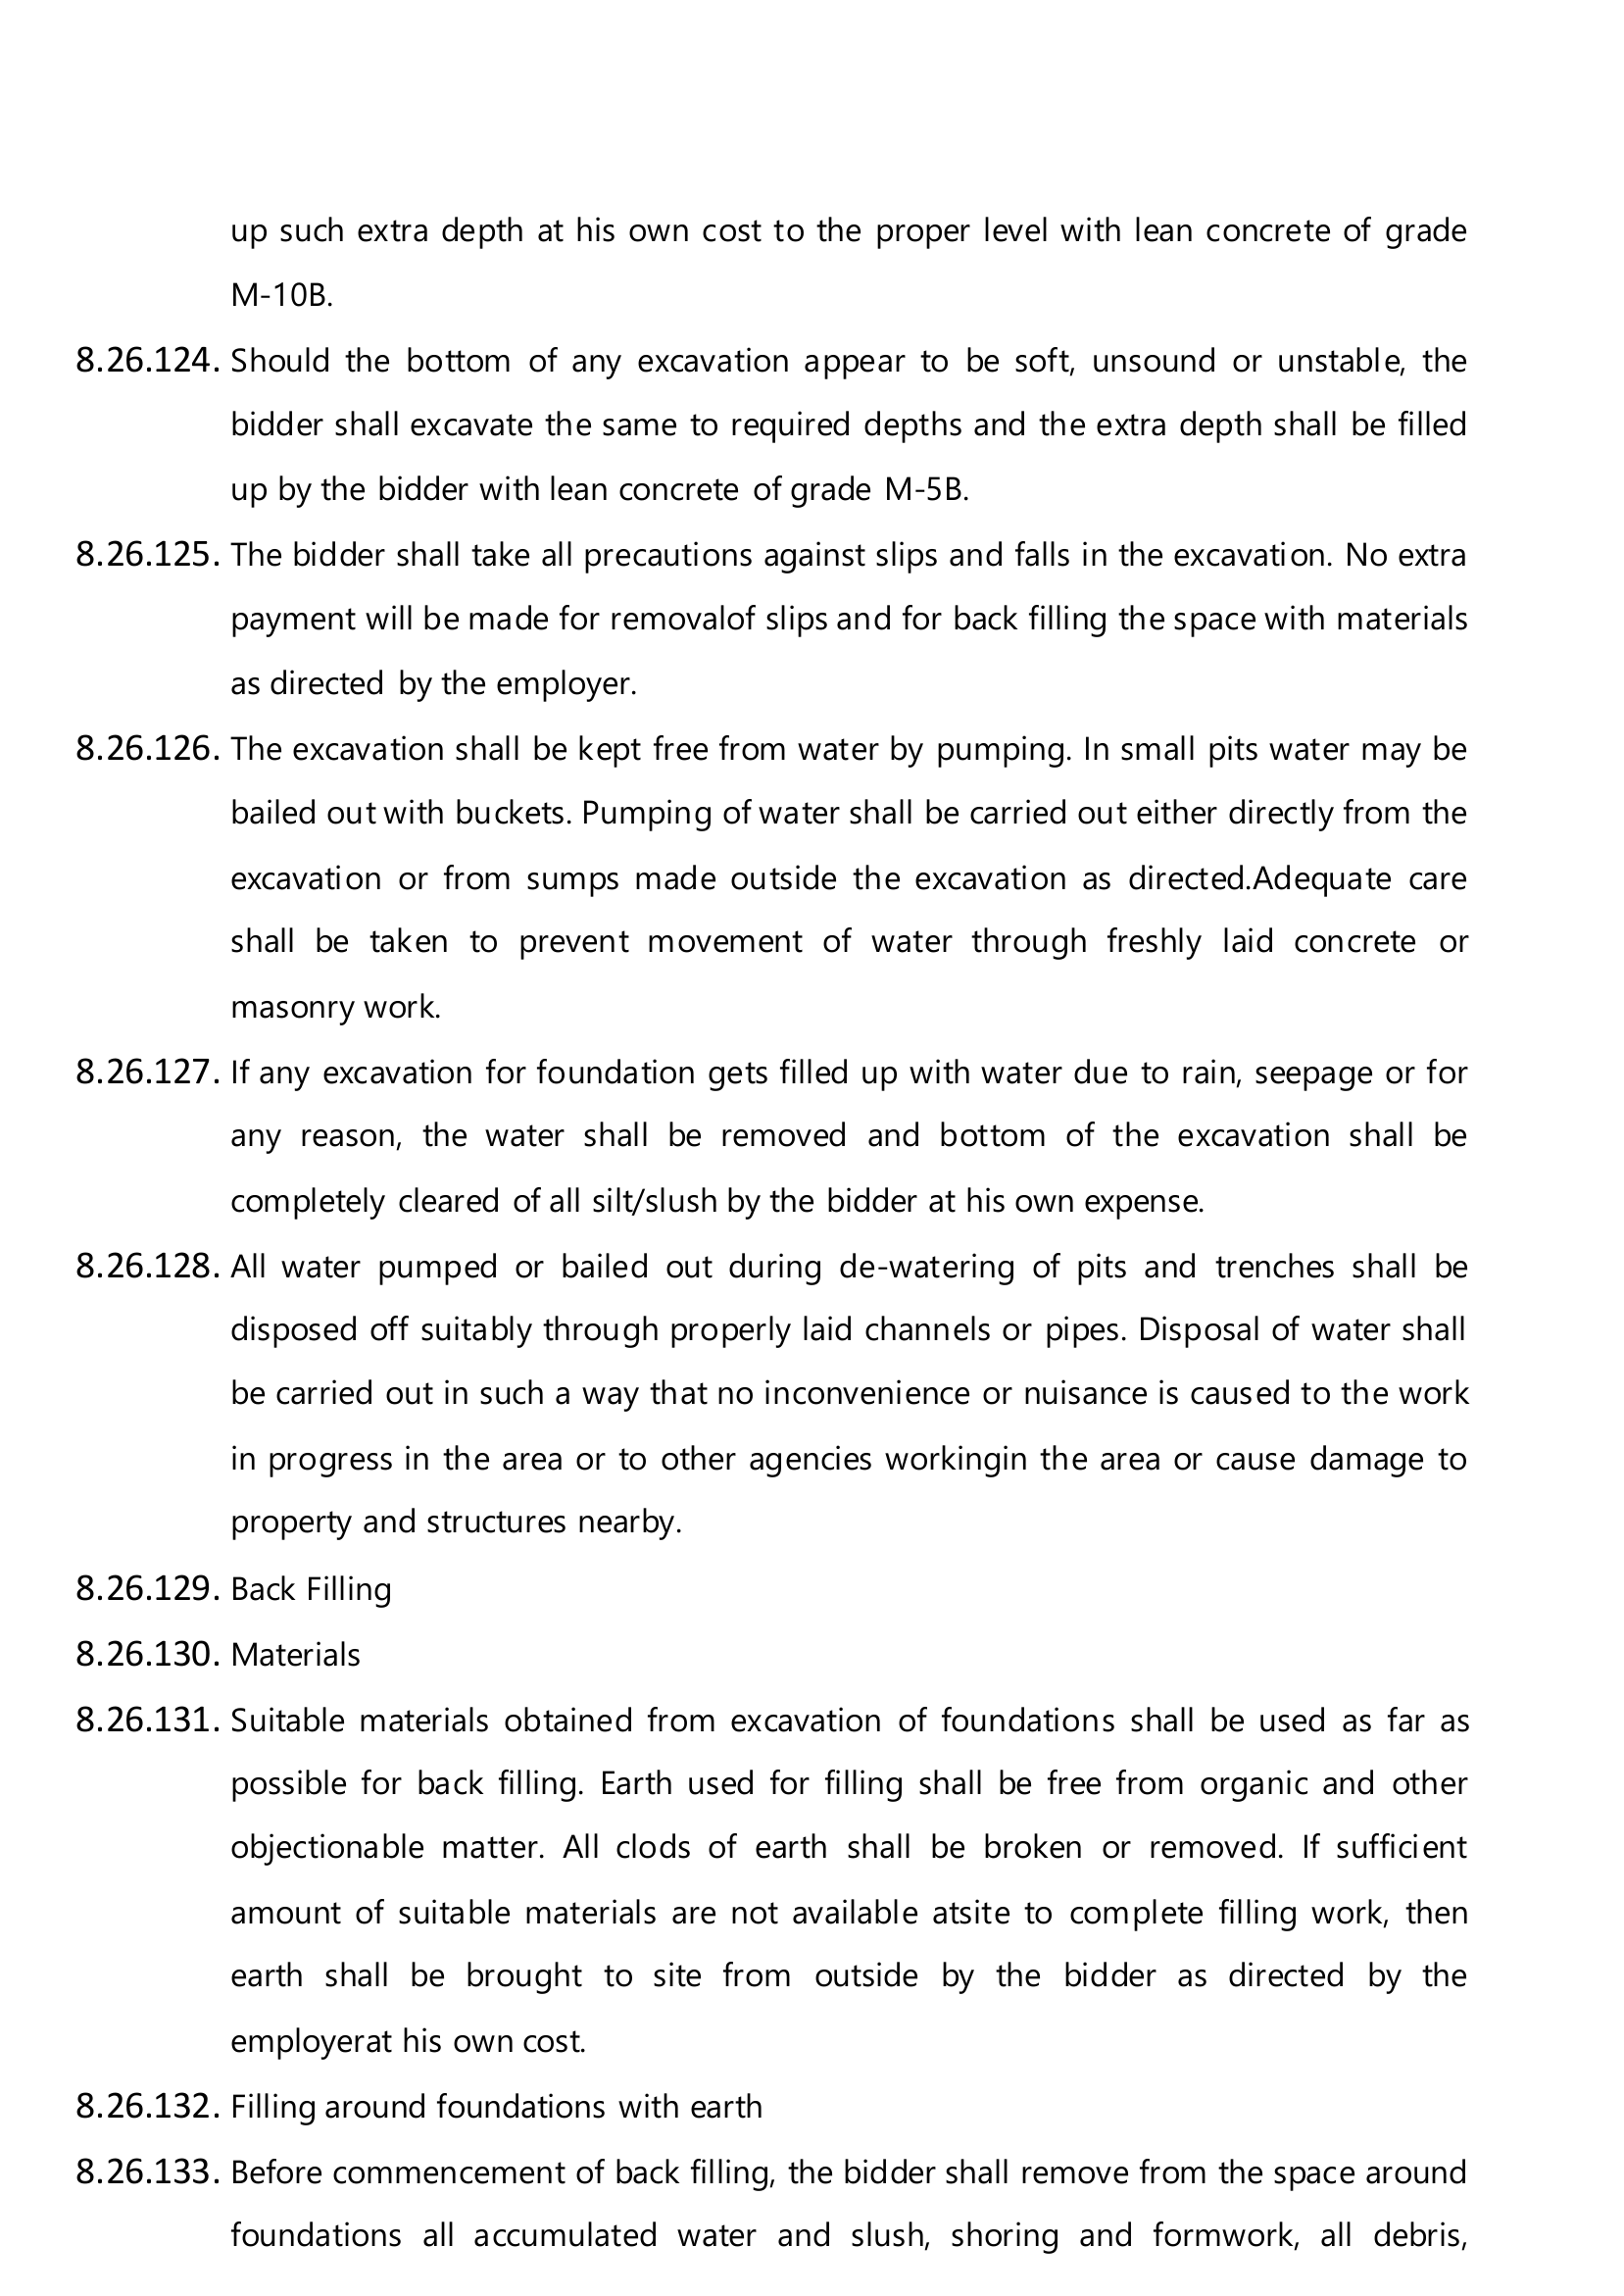 up such extra depth at his own cost to the proper level with lean concrete of grade
M-10B.
8.26.124. Should the bottom of any excavation appear to be soft, unsound or unstable, the
bidder shall excavate the same to required depths and the extra depth shall be filled
up by the bidder with lean concrete of grade M-5B.
8.26.125. The bidder shall take all precautions against slips and falls in the excavation. No extra
payment will be made for removalof slips and for back filling the space with materials
as directed by the employer.
8.26.126. The excavation shall be kept free from water by pumping. In small pits water may be
bailed out with buckets. Pumping of water shall be carried out either directly from the
excavation or from sumps made outside the excavation as directed.Adequate care
shall be taken to prevent movement of water through freshly laid concrete or
masonry work.
8.26.127. If any excavation for foundation gets filled up with water due to rain, seepage or for
any reason, the water shall be removed and bottom of the excavation shall be
completely cleared of all silt/slush by the bidder at his own expense.
8.26.128. All water pumped or bailed out during de-watering of pits and trenches shall be
disposed off suitably through properly laid channels or pipes. Disposal of water shall
be carried out in such a way that no inconvenience or nuisance is caused to the work
in progress in the area or to other agencies workingin the area or cause damage to
property and structures nearby.
8.26.129. Back Filling
8.26.130. Materials
8.26.131. Suitable materials obtained from excavation of foundations shall be used as far as
possible for back filling. Earth used for filling shall be free from organic and other
objectionable matter. All clods of earth shall be broken or removed. If sufficient
amount of suitable materials are not available atsite to complete filling work, then
earth shall be brought to site from outside by the bidder as directed by the
employerat his own cost.
8.26.132. Filling around foundations with earth
8.26.133. Before commencement of back filling, the bidder shall remove from the space around
foundations all accumulated water and slush, shoring and formwork, all debris,